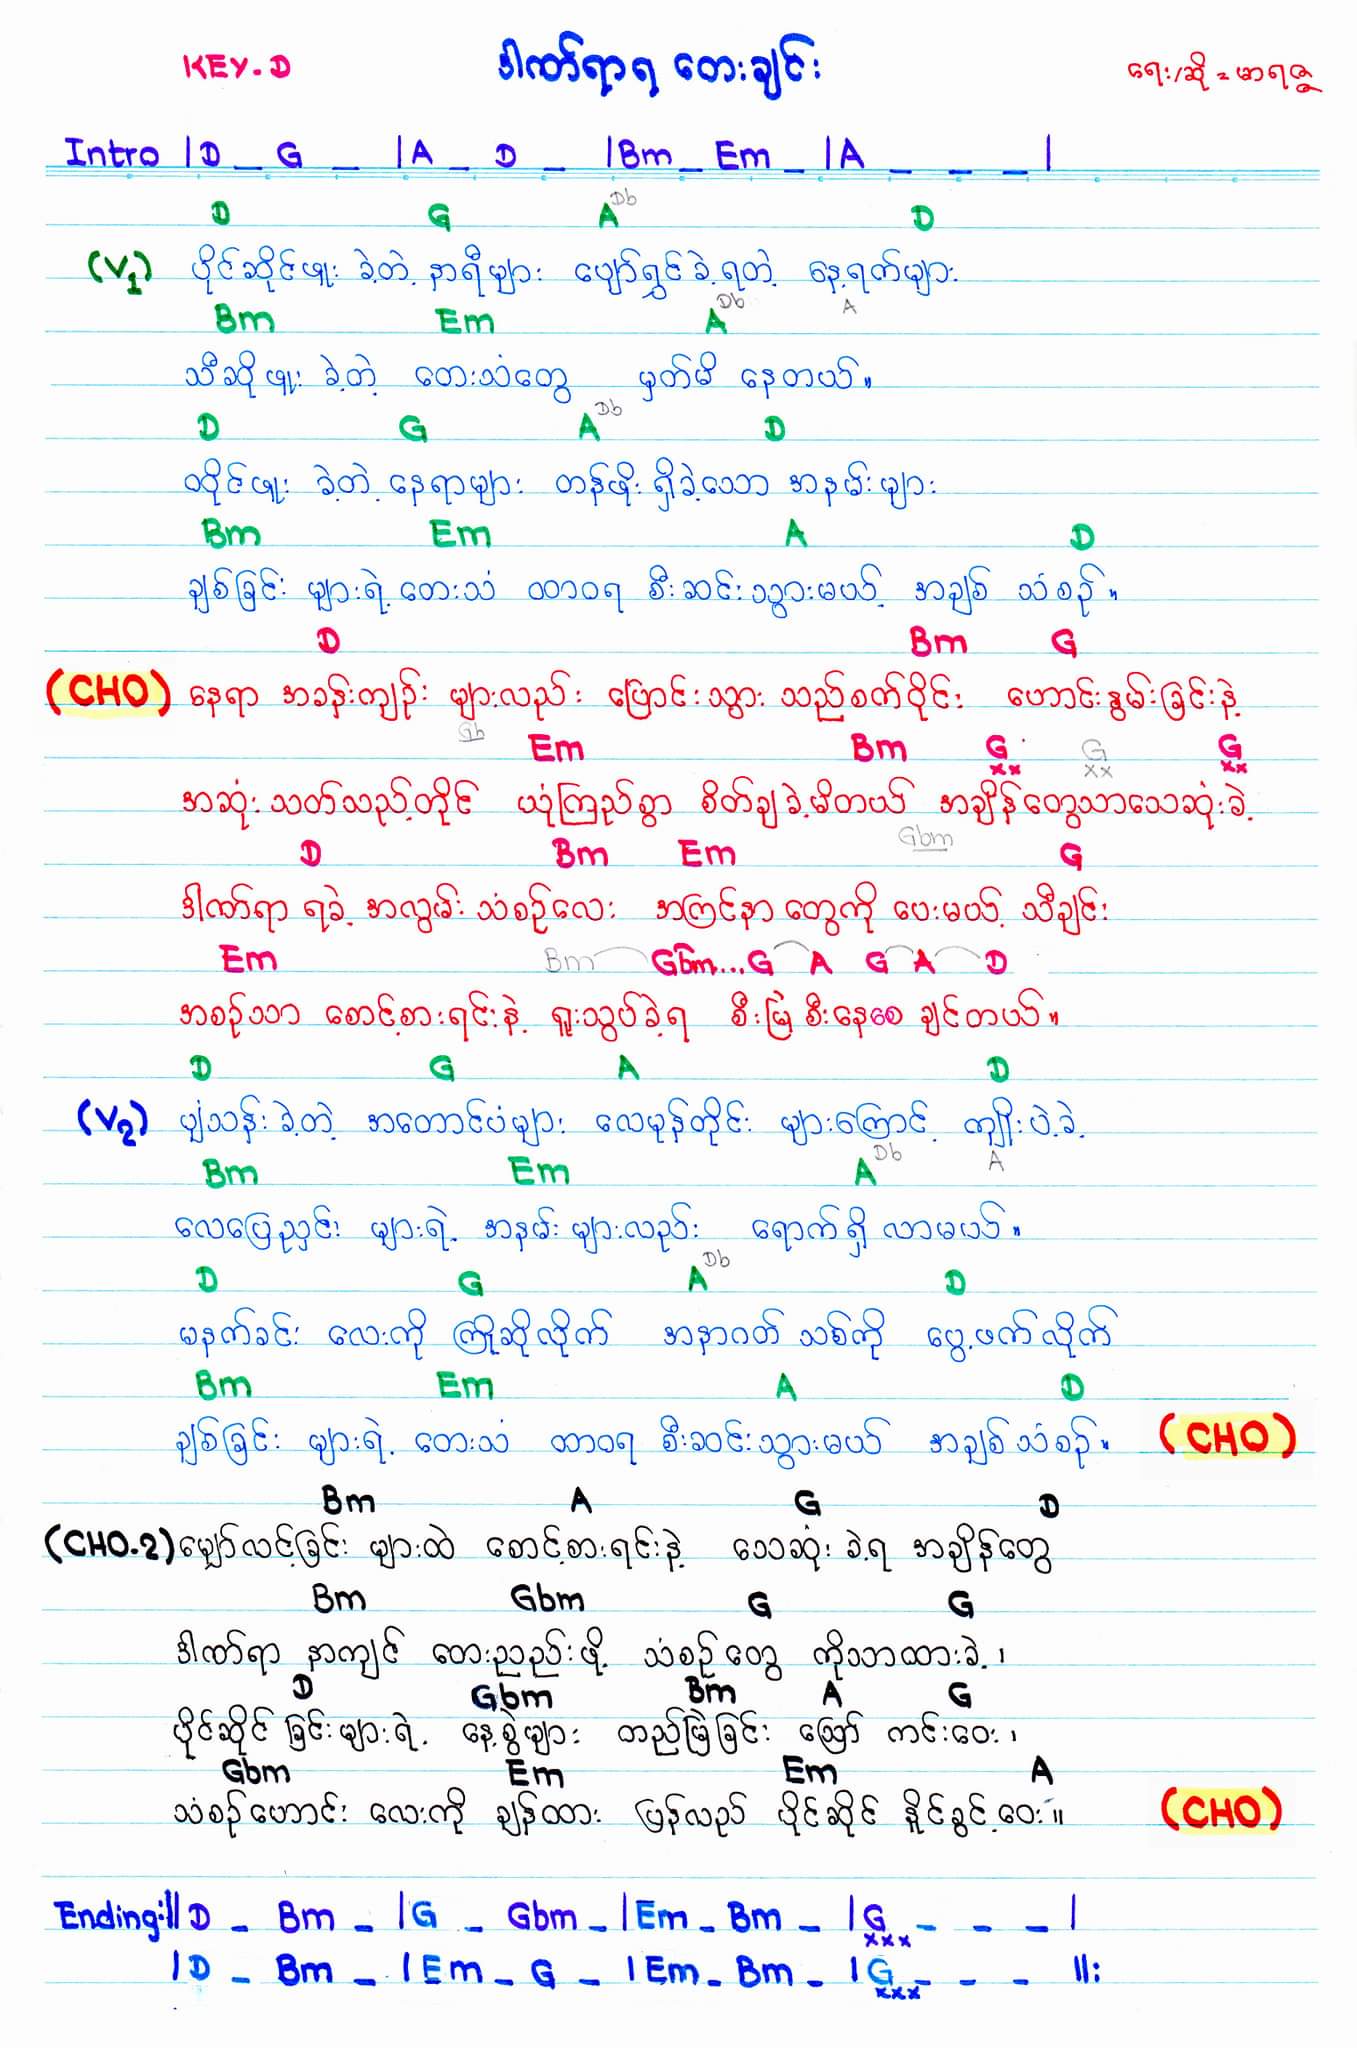 KEY.D ဒါဏ်ရာရ တေးချင်း ရေး/ဆို = မာရဇ္ဇ
Intro |D _ G _ |A _ D _ |Bm _ Em _ |A _ _ _ |
D G A Db D
(V1) ပိုင်ဆိုင်ဖူး ခဲ့တဲ့ နာရီများ ပျော်ရွှင်ခဲ့ရတဲ့ နေ့ရက်များ
Bm Em A Db A
သီဆိုဖူး ခဲ့တဲ့ တေးသံတွေ မှတ်မိ နေတယ်။
D G A Db D
ထိုင်ဖူး ခဲ့တဲ့ နေရာများ တန်ဖိုးရှိခဲ့သော အနမ်းများ
Bm Em A D
ချစ်ခြင်း များရဲ့ တေးသံ ထာဝရ စီးဆင်းသွားမယ့် အချစ် သံစဉ်။
D Bm G
(CHO) နေရာ အခန်းကျဉ်း များလည်း ပြောင်းသွား သည်စက်ဝိုင်း ဟောင်းနွမ်းခြင်းနဲ့
Gb Em Bm G xx G xx G xx
အဆုံးသတ်သည့်တိုင် ယုံကြည်စွာ စိတ်ချခဲ့မိတယ် အချိန်တွေသာသေဆုံးခဲ့
D Bm Em Gbm G
ဒါဏ်ရာ ရခဲ့ အလွမ်း သံစဉ်လေး အကြင်နာ တွေကို ပေးမယ့် သီချင်း
Em Bm Gbm...G A G A D
အစဉ်သာ စောင့်စားရင်းနဲ့ ရူးသွပ်ခဲ့ရ စီးမြဲ စီးနေစေ ချင်တယ်။
D G A D
(V2) ပျံသန်းခဲ့တဲ့ အတောင်ပံများ လေမုန်တိုင်း များကြောင့် ကျိုးပဲ့ခဲ့
Bm Em A Db A
လေပြေညှင်း များရဲ့ အနမ်းများလည်း ရောက်ရှိ လာမယ်။
D G A Db D
မနက်ခင်း လေးကို ကြိုဆိုလိုက် အနာဂတ် သစ်ကို ပွေ့ဖက်လိုက်
Bm Em A D
ချစ်ခြင်း များရဲ့ တေးသံ ထာဝရ စီးဆင်းသွားမယ် အချစ်သံစဉ်။ (CHO)
Bm A G D
(CHO.2) မျှော်လင့်ခြင်း များထဲ စောင့်စားရင်းနဲ့ သေဆုံး ခဲ့ရ အချိန်တွေ
Bm Gbm G G
ဒါဏ်ရာ နာကျင် တေးညည်းဖို့ သံစဉ်တွေ ကိုသာထားခဲ့၊
D Gbm Bm A G
ပိုင်ဆိုင်ခြင်းများရဲ့ နေ့စွဲများ တည်မြဲခြင်း သြော် ကင်းဝေး၊
Gbm Em Em A
သံစဉ်ဟောင်း လေးကို ချန်ထား ပြန်လည် ပိုင်ဆိုင် နိုင်ခွင့်ဝေး။ (CHO)
Ending:|| D _ Bm _ |G _ Gbm _ |Em _ Bm _ |G xxx _ _ _ |
|D _ Bm _ |Em _ G _ |Em _ Bm _ |G xxx _ _ _ ||: